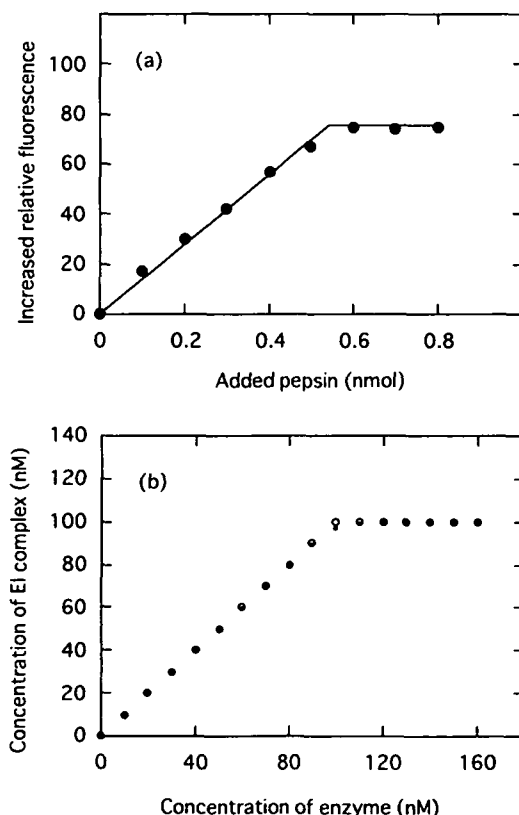 100
80
60
40
20
0
Increased relative fluorescence
(a)
0 0.2 0.4 0.6 0.8
Added pepsin (nmol)
140
120
100
80
60
40
20
0
Concentration of EI complex (nM)
(b)
0 40 80 120 160
Concentration of enzyme (nM)